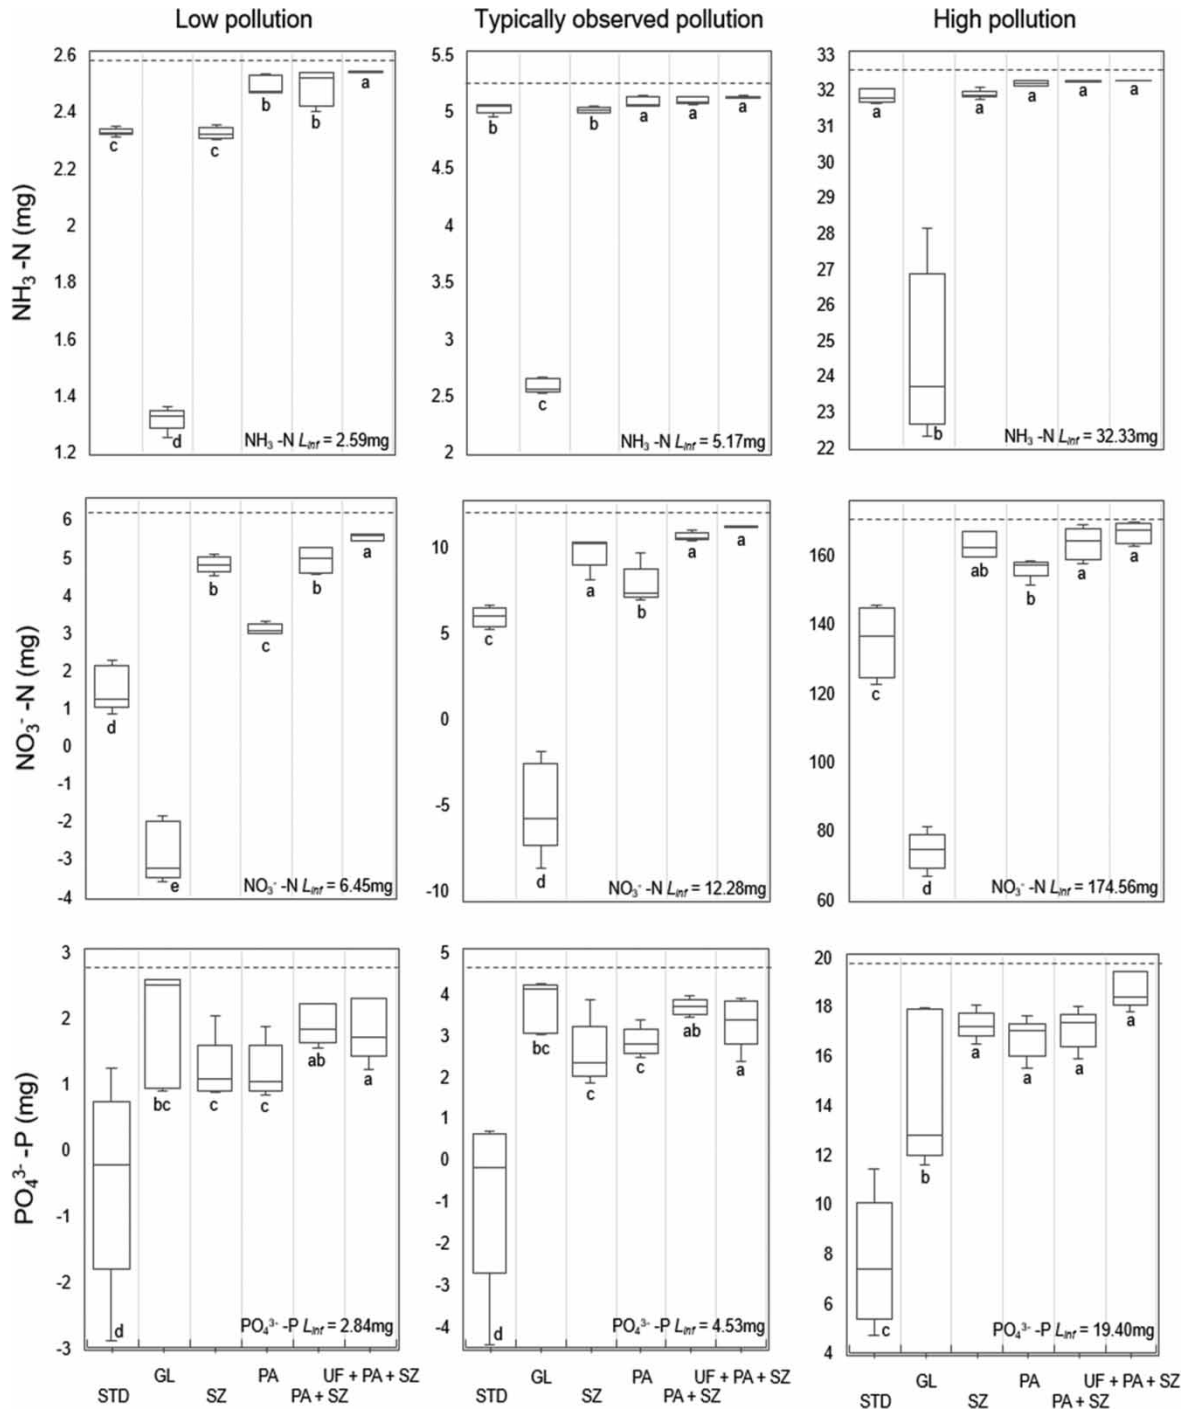 Low pollution
Typically observed pollution
High pollution
NH₃ -N (mg)
2.6
2.4
2.2
2
1.8
1.6
1.4
1.2
c
d
c
b
b
a
NH₃ -N Lᵢₙf = 2.59mg
5.5
5
4.5
4
3.5
3
2.5
2
b
c
b
a
a
a
NH₃ -N Lᵢₙf = 5.17mg
33
32
31
30
29
28
27
26
25
24
23
22
a
b
a
a
a
a
NH₃ -N Lᵢₙf = 32.33mg
NO₃⁻ -N (mg)
6
5
4
3
2
1
0
-1
-2
-3
-4
d
e
b
c
b
a
NO₃⁻ -N Lᵢₙf = 6.45mg
10
5
0
-5
-10
c
d
a
b
a
a
NO₃⁻ -N Lᵢₙf = 12.28mg
160
140
120
100
80
60
c
d
ab
b
a
a
NO₃⁻ -N Lᵢₙf = 174.56mg
PO₄³⁻ -P (mg)
3
2
1
0
-1
-2
-3
d
bc
c
c
ab
a
PO₄³⁻ -P Lᵢₙf = 2.84mg
5
4
3
2
1
0
-1
-2
-3
-4
d
bc
c
c
ab
a
PO₄³⁻ -P Lᵢₙf = 4.53mg
20
18
16
14
12
10
8
6
4
c
b
a
a
a
a
PO₄³⁻ -P Lᵢₙf = 19.40mg
STD GL SZ PA PA + SZ UF + PA + SZ
STD GL SZ PA PA + SZ UF + PA + SZ
STD GL SZ PA PA + SZ UF + PA + SZ